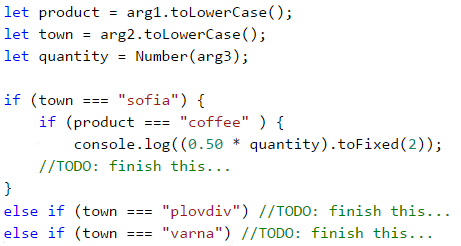 let product = arg1.toLowerCase();
let town = arg2.toLowerCase();
let quantity = Number(arg3);

if (town === "sofia") {
    if (product === "coffee" ) {
        console.log((0.50 * quantity).toFixed(2));
    //TODO: finish this...
}
else if (town === "plovdiv") //TODO: finish this...
else if (town === "varna") //TODO: finish this...